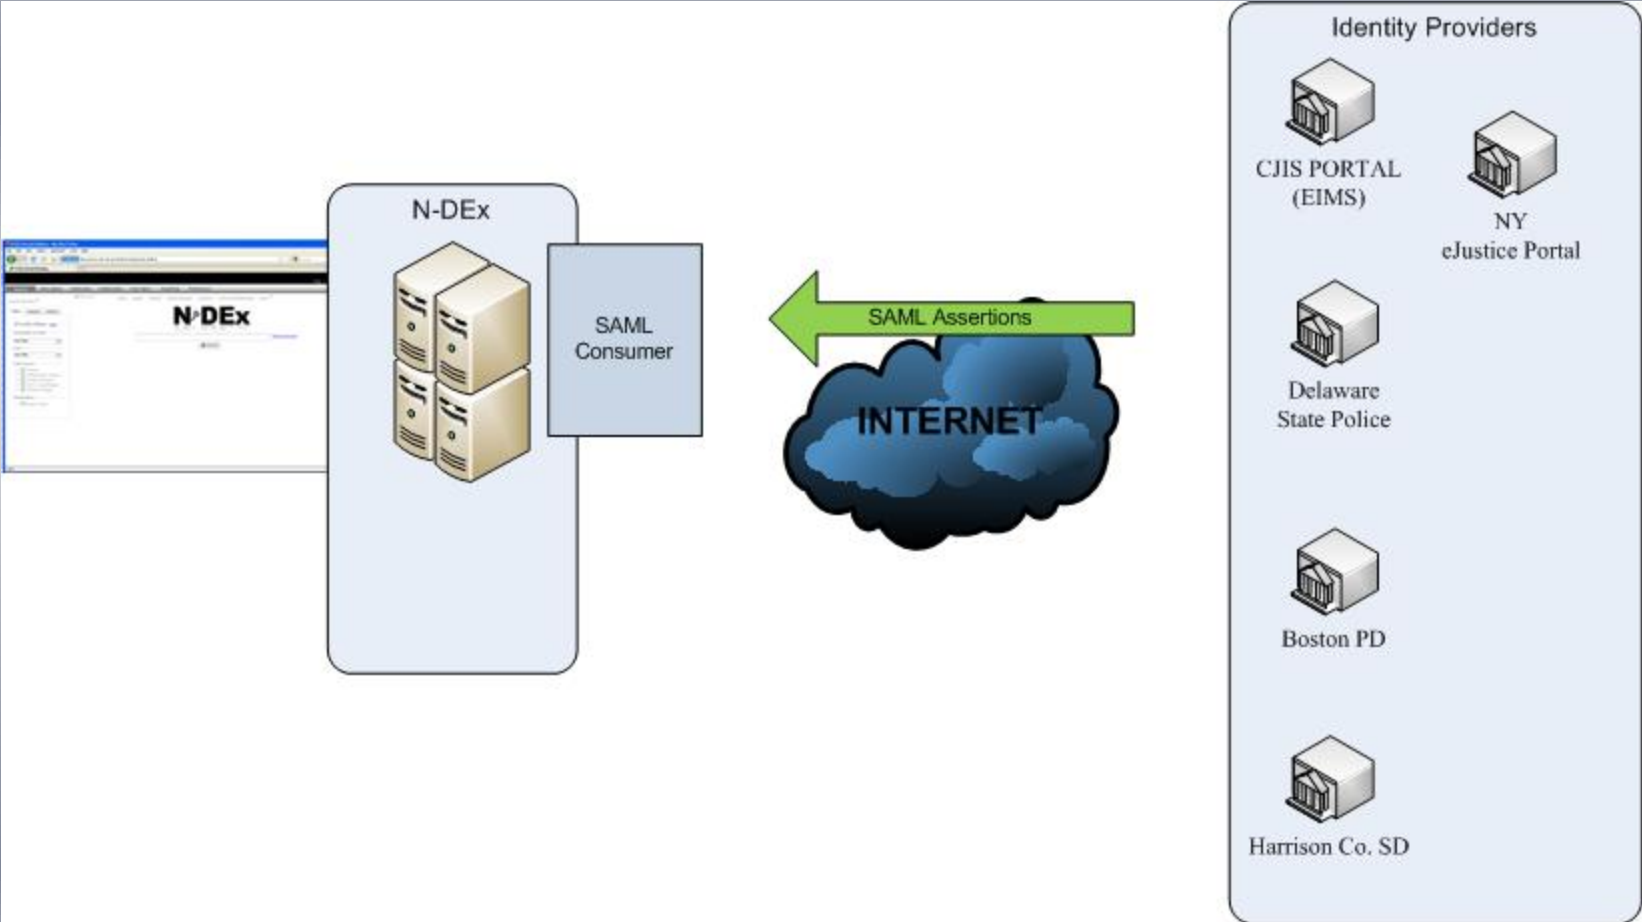 Identity Providers
CJIS PORTAL
(EIMS)
NY
eJustice Portal
N-DEx
N-DEx
SAML
Consumer
SAML Assertions
INTERNET
Delaware
State Police
Boston PD
Harrison Co. SD